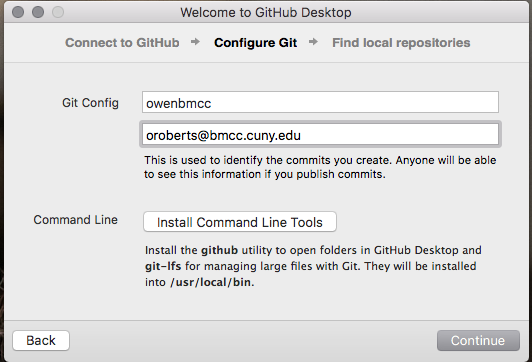 Welcome to GitHub Desktop
Connect to GitHub → Configure Git → Find local repositories
Git Config owenbmcc
oroberts@bmcc.cuny.edu
This is used to identify the commits you create. Anyone will be able
to see this information if you publish commits.
Command Line Install Command Line Tools
Install the github utility to open folders in GitHub Desktop and
git-lfs for managing large files with Git. They will be installed
into /usr/local/bin.
Back Continue